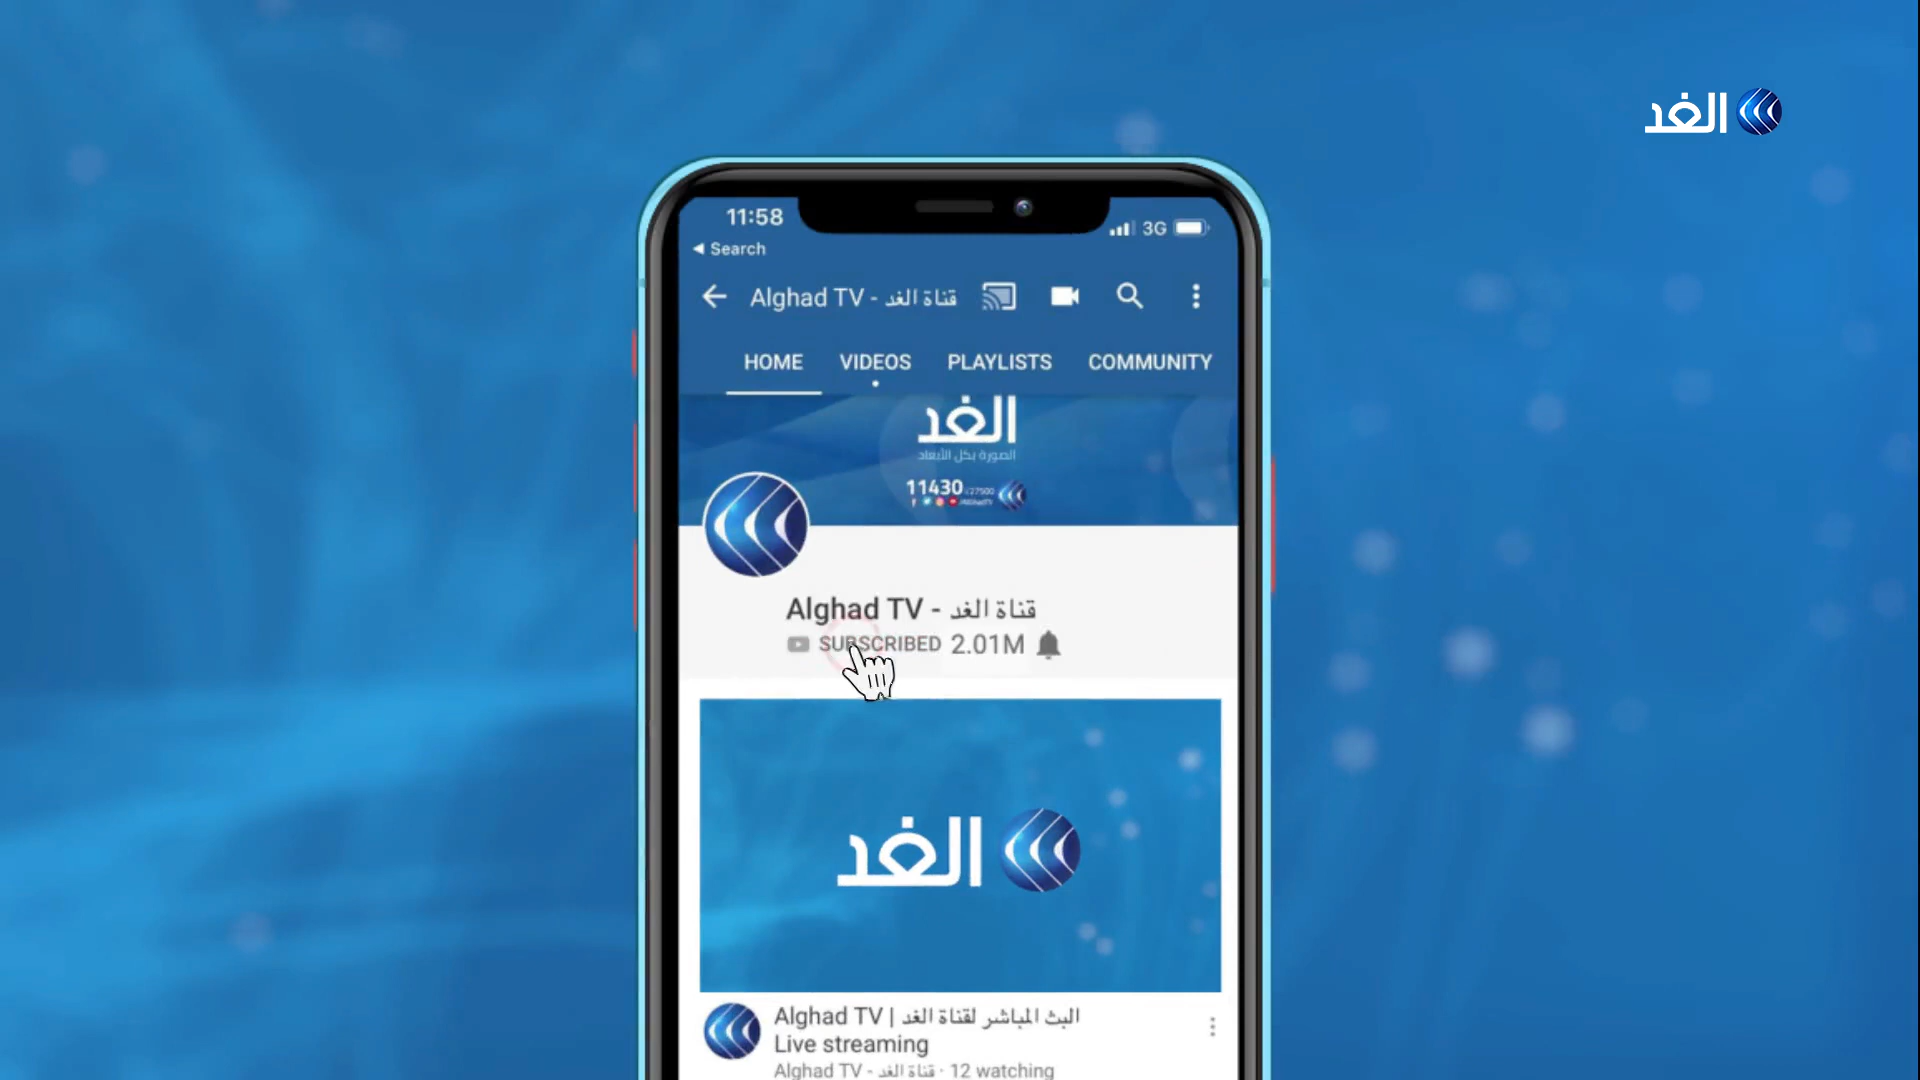 الغد
11:58
3G
Search
Alghad TV - قناة الغد
HOME VIDEOS PLAYLISTS COMMUNITY
الغد
الصورة بكل الأبعاد
11430
27500
Alghad TV - قناة الغد
SUBSCRIBED 2.01M
الغد
Alghad TV | البث المباشر لقناة الغد
Live streaming
Alghad TV - قناة الغد · 12 watching